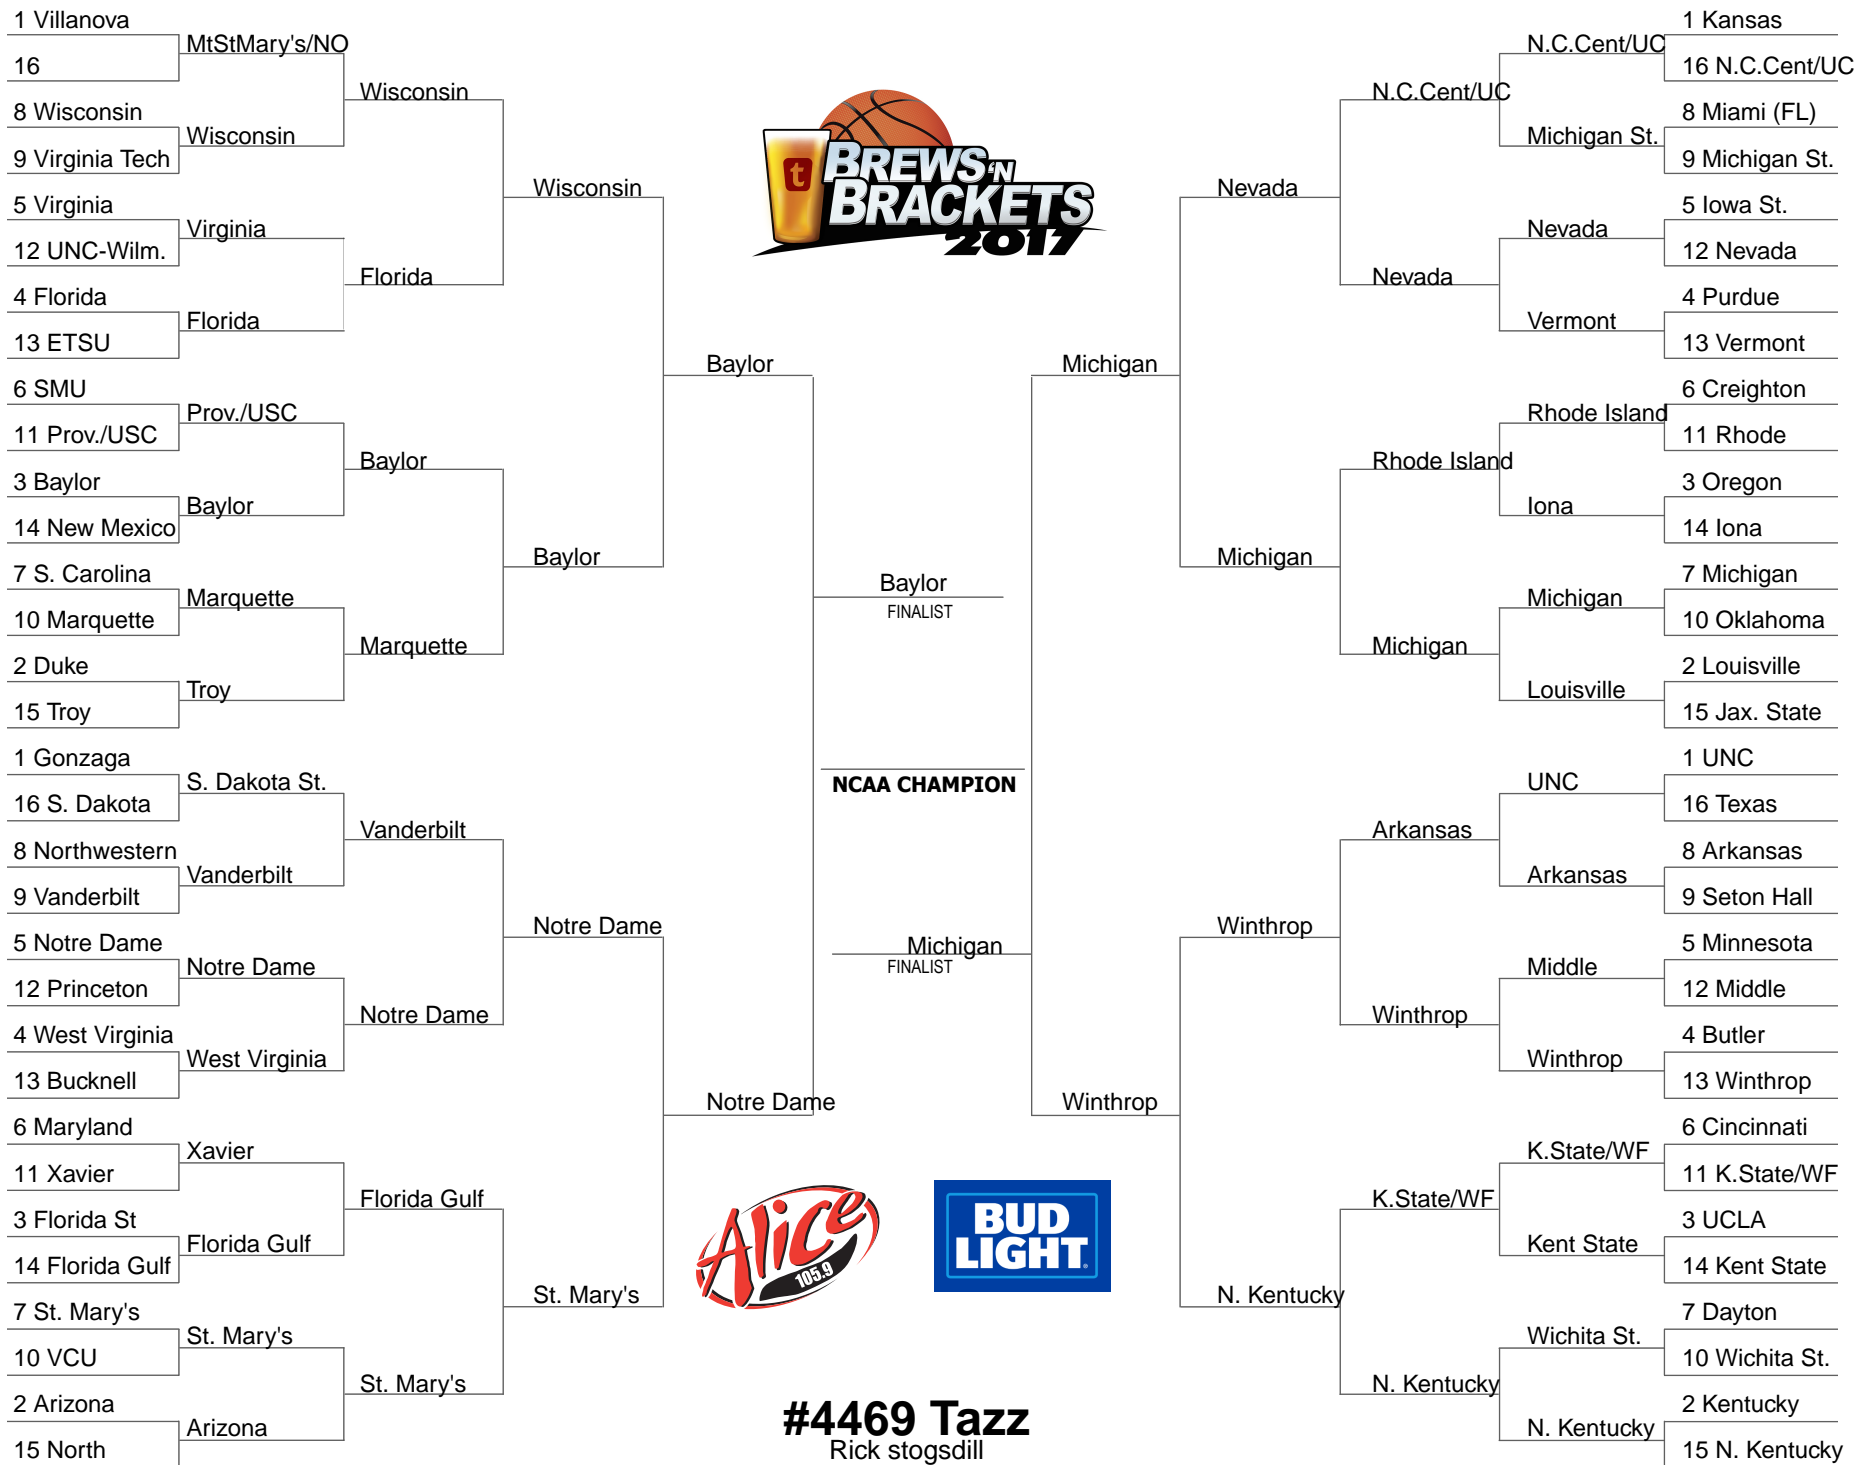 1 Villanova
16
8 Wisconsin
9 Virginia Tech
5 Virginia
12 UNC-Wilm.
4 Florida
13 ETSU
6 SMU
11 Prov./USC
3 Baylor
14 New Mexico
7 S. Carolina
10 Marquette
2 Duke
15 Troy
1 Gonzaga
16 S. Dakota
8 Northwestern
9 Vanderbilt
5 Notre Dame
12 Princeton
4 West Virginia
13 Bucknell
6 Maryland
11 Xavier
3 Florida St
14 Florida Gulf
7 St. Mary's
10 VCU
2 Arizona
15 North
MtStMary's/NO
Wisconsin
Virginia
Florida
Prov./USC
Baylor
Marquette
Troy
S. Dakota St.
Vanderbilt
Notre Dame
West Virginia
Xavier
Florida Gulf
St. Mary's
Arizona
Wisconsin
Florida
Baylor
Marquette
Vanderbilt
Notre Dame
Florida Gulf
St. Mary's
Wisconsin
Baylor
Notre Dame
St. Mary's
Baylor
Notre Dame
t
BREWS 'N
BRACKETS
2017
Baylor
FINALIST
NCAA CHAMPION
Michigan
FINALIST
Alice
105.9
BUD
LIGHT
#4469 Tazz
Rick stogsdill
Michigan
Winthrop
Nevada
Michigan
Winthrop
N. Kentucky
N.C.Cent/UC
Nevada
Rhode Island
Michigan
Arkansas
Winthrop
K.State/WF
N. Kentucky
N.C.Cent/UC
Michigan St.
Nevada
Vermont
Rhode Island
Iona
Michigan
Louisville
UNC
Arkansas
Middle
Winthrop
K.State/WF
Kent State
Wichita St.
N. Kentucky
1 Kansas
16 N.C.Cent/UC
8 Miami (FL)
9 Michigan St.
5 Iowa St.
12 Nevada
4 Purdue
13 Vermont
6 Creighton
11 Rhode
3 Oregon
14 Iona
7 Michigan
10 Oklahoma
2 Louisville
15 Jax. State
1 UNC
16 Texas
8 Arkansas
9 Seton Hall
5 Minnesota
12 Middle
4 Butler
13 Winthrop
6 Cincinnati
11 K.State/WF
3 UCLA
14 Kent State
7 Dayton
10 Wichita St.
2 Kentucky
15 N. Kentucky